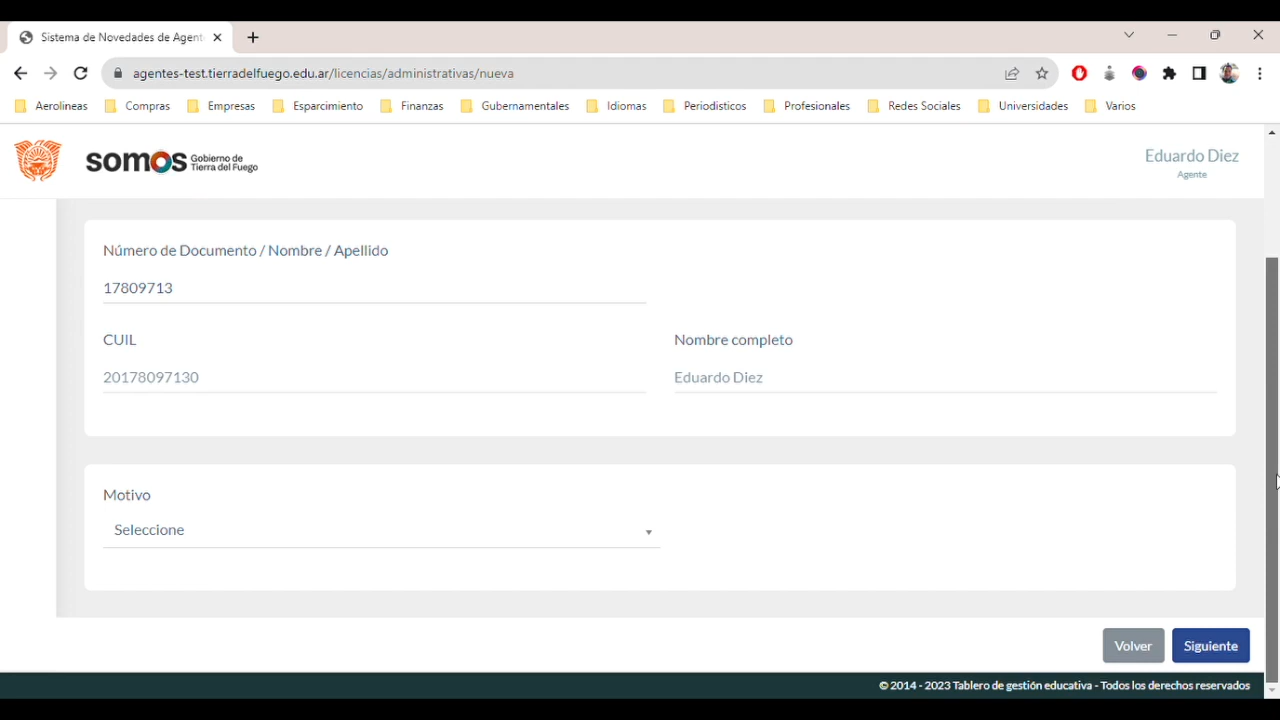 Sistema de Novedades de Agent
agentes-test.tierradelfuego.edu.ar/licencias/administrativas/nueva
Aerolineas Compras Empresas Esparcimiento Finanzas Gubernamentales Idiomas Periodisticos Profesionales Redes Sociales Universidades Varios
somos Gobierno de
Tierra del Fuego
Eduardo Diez
Agente
Número de Documento / Nombre / Apellido
17809713
CUIL Nombre completo
20178097130 Eduardo Diez
Motivo
Seleccione
Volver Siguiente
© 2014 - 2023 Tablero de gestión educativa - Todos los derechos reservados